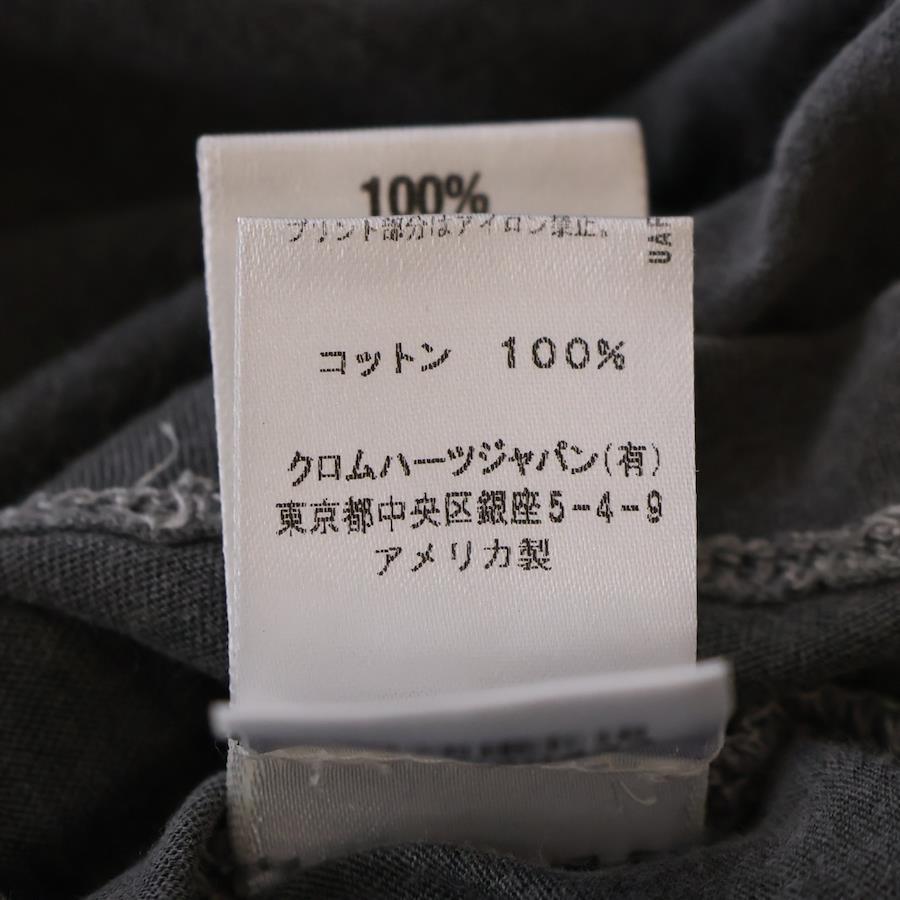 100%
プリント部分はアイロン禁止。
コットン 100%
クロムハーツジャパン(有)
東京都中央区銀座5-4-9
アメリカ製